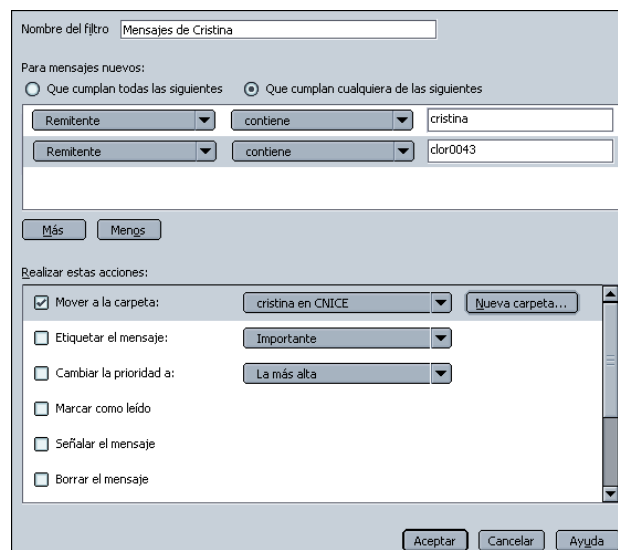 Nombre del filtro Mensajes de Cristina
Para mensajes nuevos:
Que cumplan todas las siguientes Que cumplan cualquiera de las siguientes
Remitente contiene cristina
Remitente contiene clor0043
Más Menos
Realizar estas acciones:
Mover a la carpeta: cristina en CNICE Nueva carpeta...
Etiquetar el mensaje: Importante
Cambiar la prioridad a: La más alta
Marcar como leído
Señalar el mensaje
Borrar el mensaje
Aceptar Cancelar Ayuda